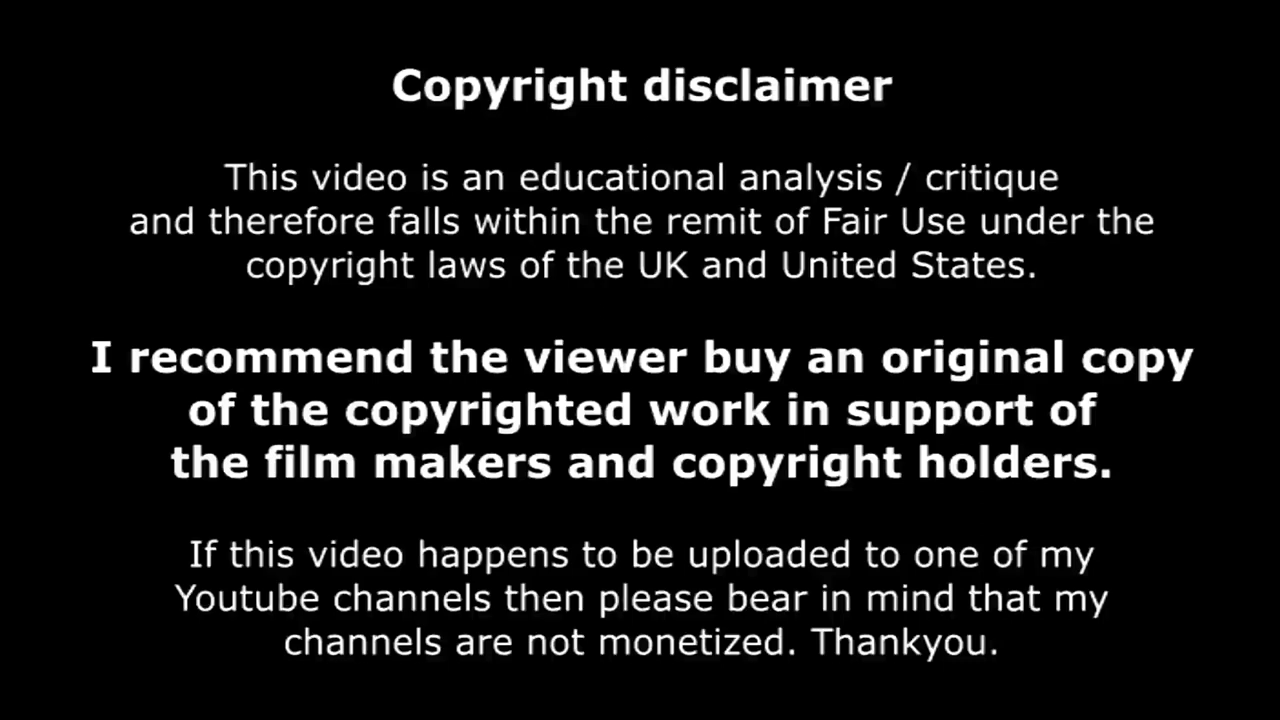 Copyright disclaimer
This video is an educational analysis / critique
and therefore falls within the remit of Fair Use under the
copyright laws of the UK and United States.
I recommend the viewer buy an original copy
of the copyrighted work in support of
the film makers and copyright holders.
If this video happens to be uploaded to one of my
Youtube channels then please bear in mind that my
channels are not monetized. Thankyou.